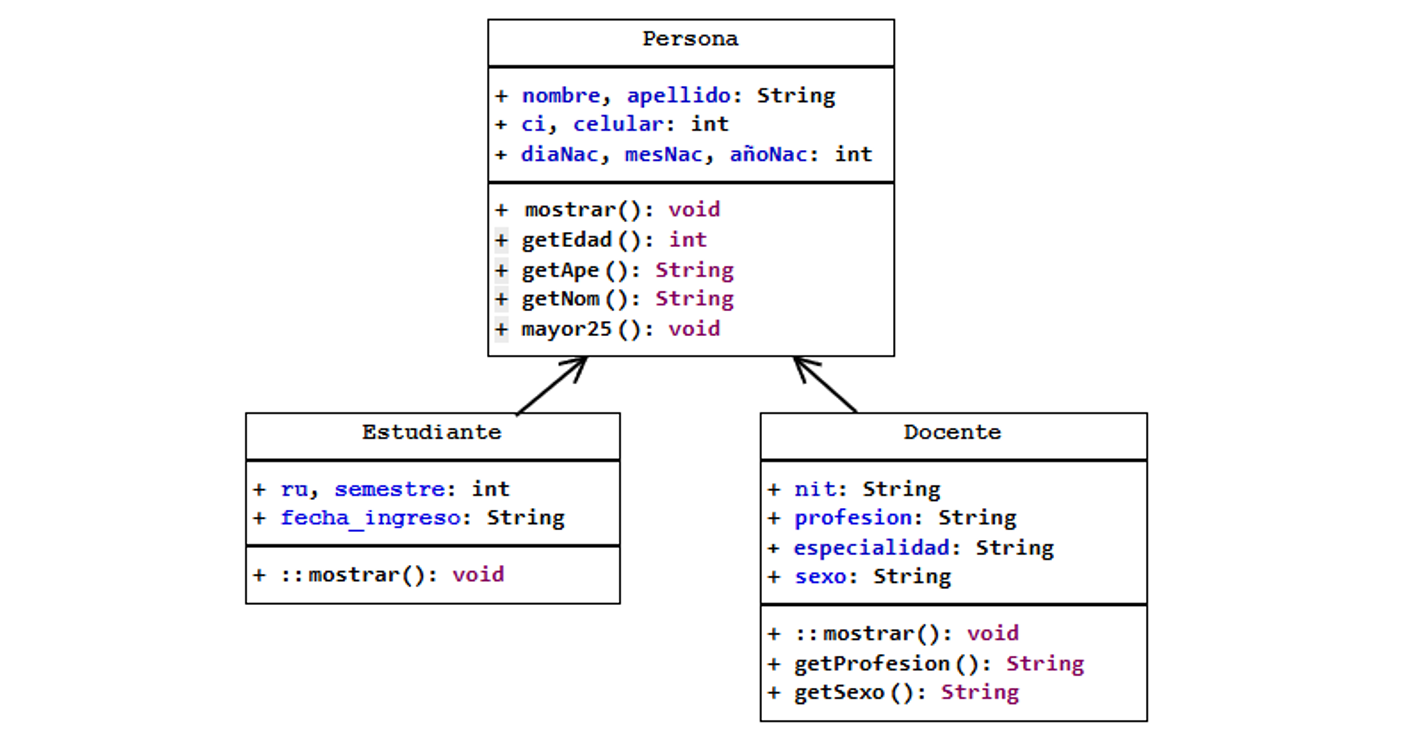 Persona
+ nombre, apellido: String
+ ci, celular: int
+ diaNac, mesNac, añoNac: int
+ mostrar(): void
+ getEdad(): int
+ getApe(): String
+ getNom(): String
+ mayor25(): void
Estudiante
+ ru, semestre: int
+ fecha_ingreso: String
+ ::mostrar(): void
Docente
+ nit: String
+ profesion: String
+ especialidad: String
+ sexo: String
+ ::mostrar(): void
+ getProfesion(): String
+ getSexo(): String